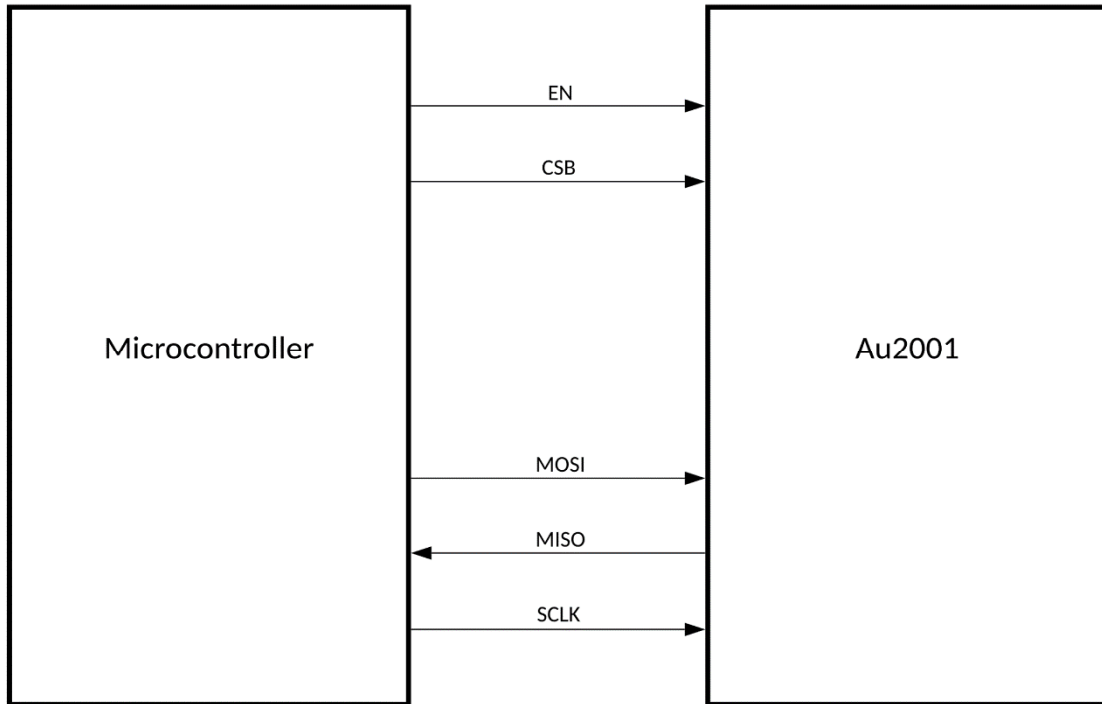 EN
CSB
Microcontroller
Au2001
MOSI
MISO
SCLK